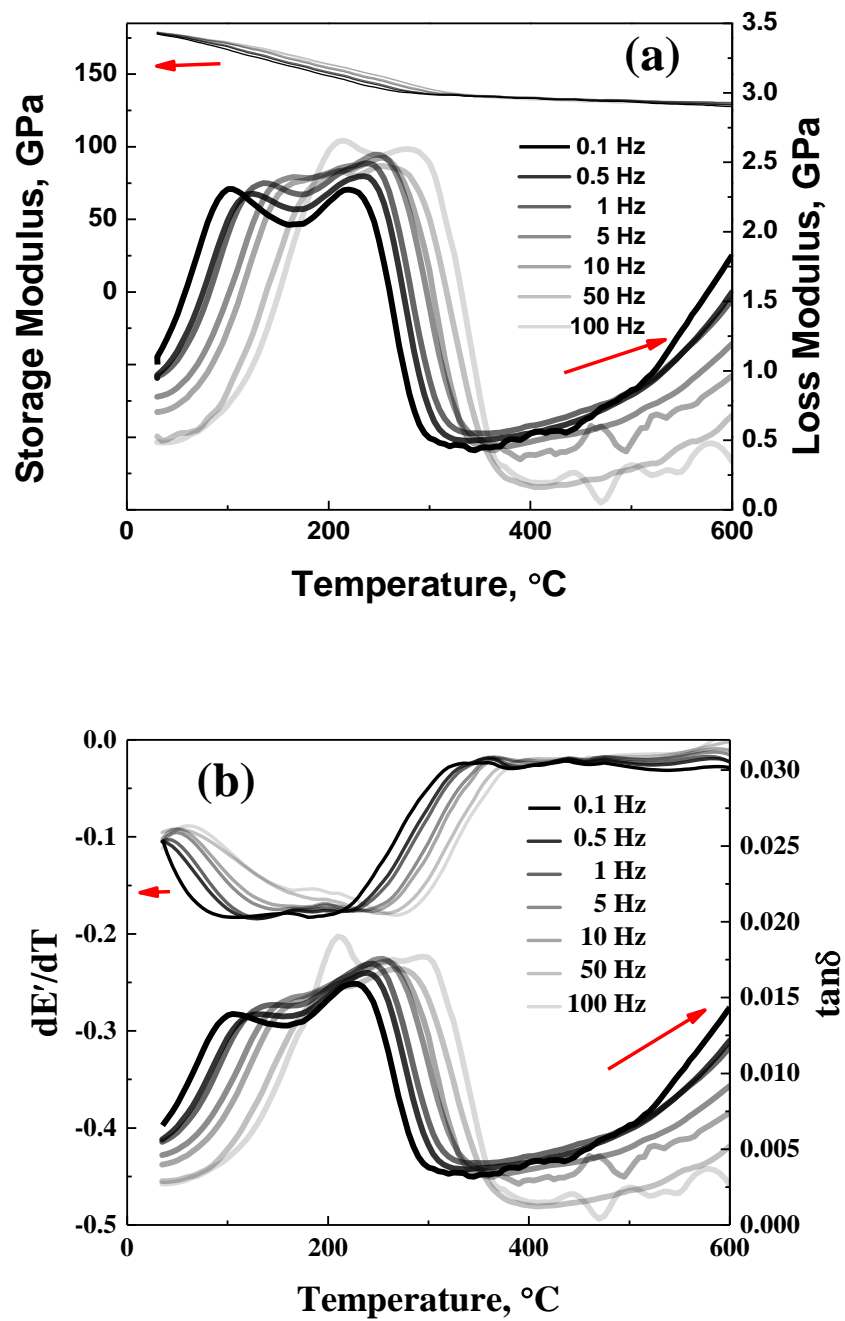 (a)
Storage Modulus, GPa
150
100
50
0
3.5
3.0
2.5
2.0
1.5
1.0
0.5
0.0
Loss Modulus, GPa
0.1 Hz
0.5 Hz
1 Hz
5 Hz
10 Hz
50 Hz
100 Hz
0 200 400 600
Temperature, °C
(b)
dE'/dT
0.0
-0.1
-0.2
-0.3
-0.4
-0.5
0.030
0.025
0.020
0.015
0.010
0.005
0.000
tanδ
0.1 Hz
0.5 Hz
1 Hz
5 Hz
10 Hz
50 Hz
100 Hz
0 200 400 600
Temperature, °C